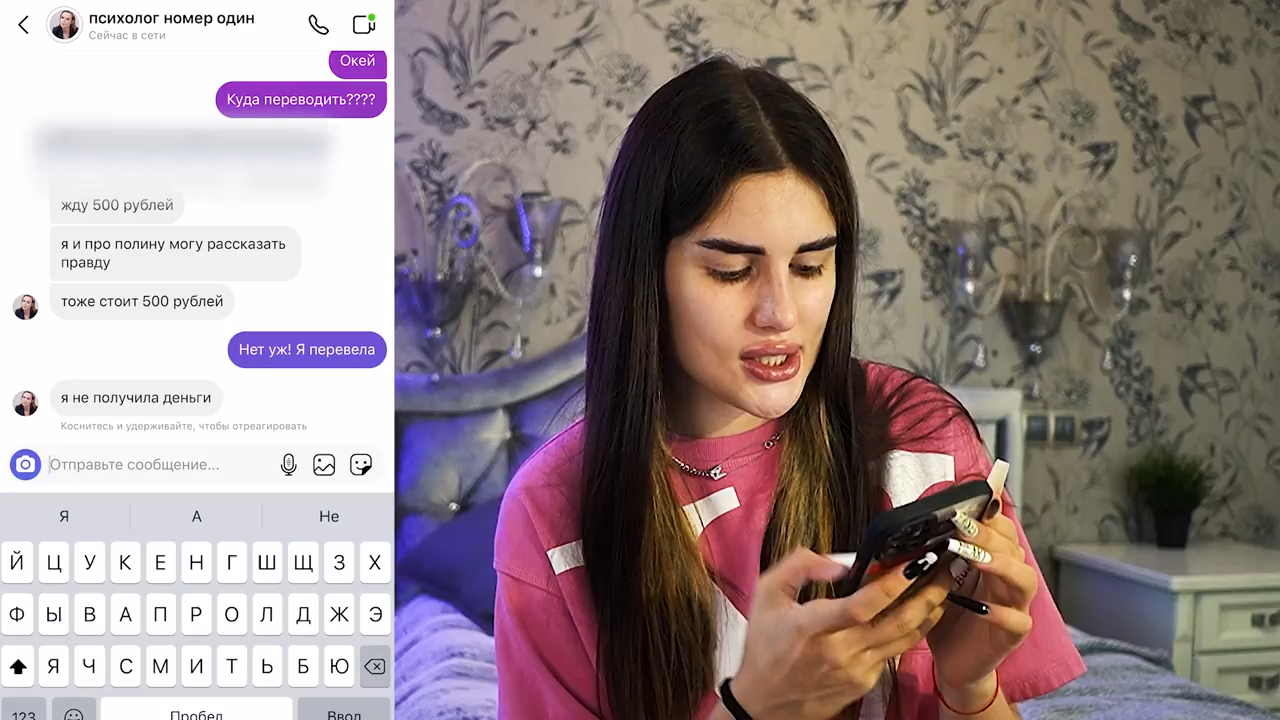 психолог номер один
Сейчас в сети
Окей
Куда переводить????
жду 500 рублей
я и про полину могу рассказать
правду
тоже стоит 500 рублей
Нет уж! Я перевела
я не получила деньги
Коснитесь и удерживайте, чтобы отреагировать
Отправьте сообщение...
Я А Не
Й Ц У К Е Н Г Ш Щ З Х
Ф Ы В А П Р О Л Д Ж Э
Я Ч С М И Т Ь Б Ю
123 Пробел Ввод